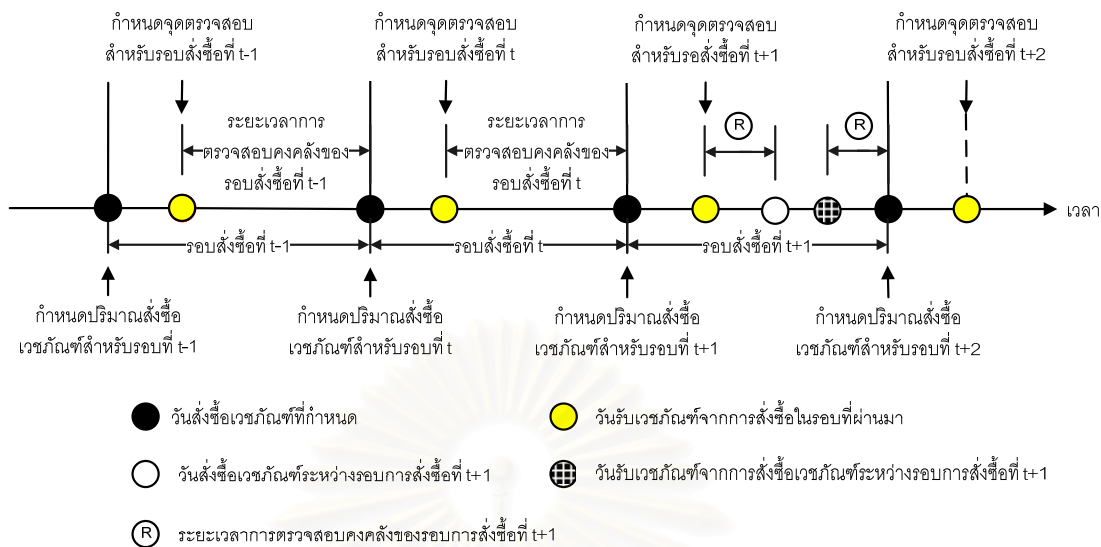 กำหนดจุดตรวจสอบ
สำหรับรอบสั่งซื้อที่ t-1
กำหนดจุดตรวจสอบ
สำหรับรอบสั่งซื้อที่ t
กำหนดจุดตรวจสอบ
สำหรับรอสั่งซื้อที่ t+1
กำหนดจุดตรวจสอบ
สำหรับรอบสั่งซื้อที่ t+2
ระยะเวลาการ
ตรวจสอบคงคลังของ
รอบสั่งซื้อที่ t-1
ระยะเวลาการ
ตรวจสอบคงคลังของ
รอบสั่งซื้อที่ t
R
R
เวลา
รอบสั่งซื้อที่ t-1
รอบสั่งซื้อที่ t
รอบสั่งซื้อที่ t+1
กำหนดปริมาณสั่งซื้อ
เวชภัณฑ์สำหรับรอบที่ t-1
กำหนดปริมาณสั่งซื้อ
เวชภัณฑ์สำหรับรอบที่ t
กำหนดปริมาณสั่งซื้อ
เวชภัณฑ์สำหรับรอบที่ t+1
กำหนดปริมาณสั่งซื้อ
เวชภัณฑ์สำหรับรอบที่ t+2
วันสั่งซื้อเวชภัณฑ์ที่กำหนด
วันรับเวชภัณฑ์จากการสั่งซื้อในรอบที่ผ่านมา
วันสั่งซื้อเวชภัณฑ์ระหว่างรอบการสั่งซื้อที่ t+1
วันรับเวชภัณฑ์จากการสั่งซื้อเวชภัณฑ์ระหว่างรอบการสั่งซื้อที่ t+1
R ระยะเวลาการตรวจสอบคงคลังของรอบการสั่งซื้อที่ t+1